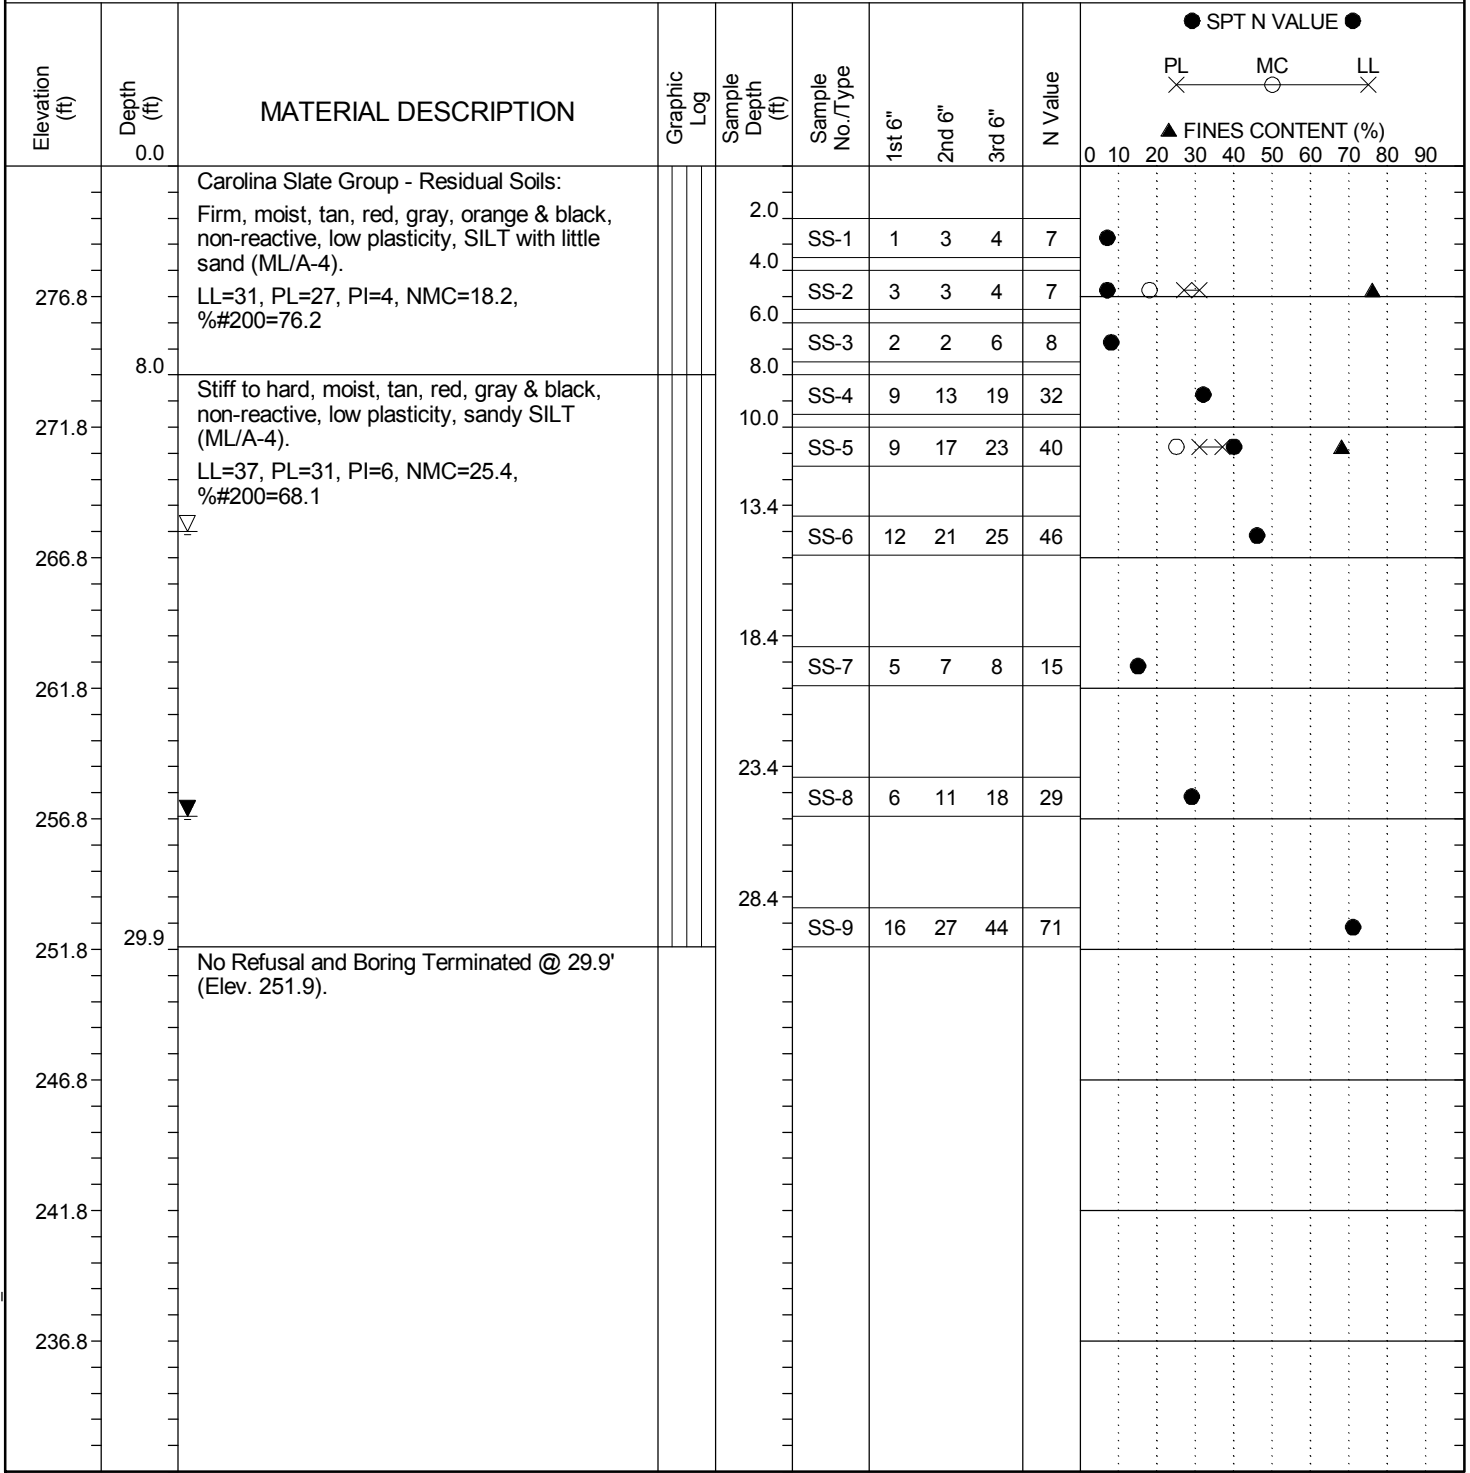 ● SPT N VALUE ●
PL MC LL
▲ FINES CONTENT (%)
Elevation (ft)
Depth (ft)
MATERIAL DESCRIPTION
Graphic Log
Sample Depth (ft)
Sample No./Type
1st 6"
2nd 6"
3rd 6"
N Value
0.0
0 10 20 30 40 50 60 70 80 90
Carolina Slate Group - Residual Soils:
Firm, moist, tan, red, gray, orange & black,
non-reactive, low plasticity, SILT with little
sand (ML/A-4).
2.0
SS-1 1 3 4 7
4.0
276.8
LL=31, PL=27, PI=4, NMC=18.2,
%#200=76.2
SS-2 3 3 4 7
6.0
SS-3 2 2 6 8
8.0
8.0
Stiff to hard, moist, tan, red, gray & black,
non-reactive, low plasticity, sandy SILT
(ML/A-4).
SS-4 9 13 19 32
10.0
271.8
LL=37, PL=31, PI=6, NMC=25.4,
%#200=68.1
SS-5 9 17 23 40
13.4
SS-6 12 21 25 46
266.8
18.4
SS-7 5 7 8 15
261.8
23.4
SS-8 6 11 18 29
256.8
28.4
SS-9 16 27 44 71
29.9
251.8
No Refusal and Boring Terminated @ 29.9'
(Elev. 251.9).
246.8
241.8
236.8